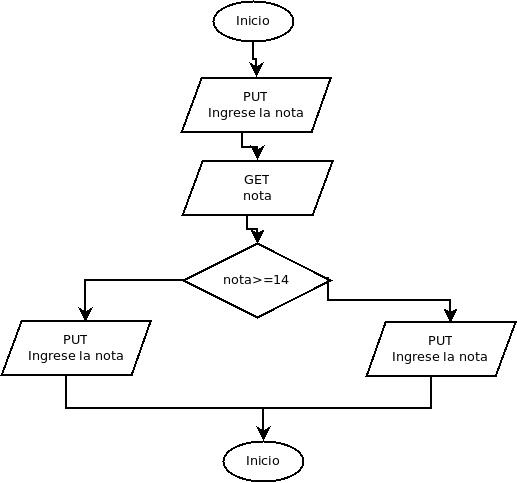 Inicio
PUT
Ingrese la nota
GET
nota
nota>=14
PUT
Ingrese la nota
PUT
Ingrese la nota
Inicio